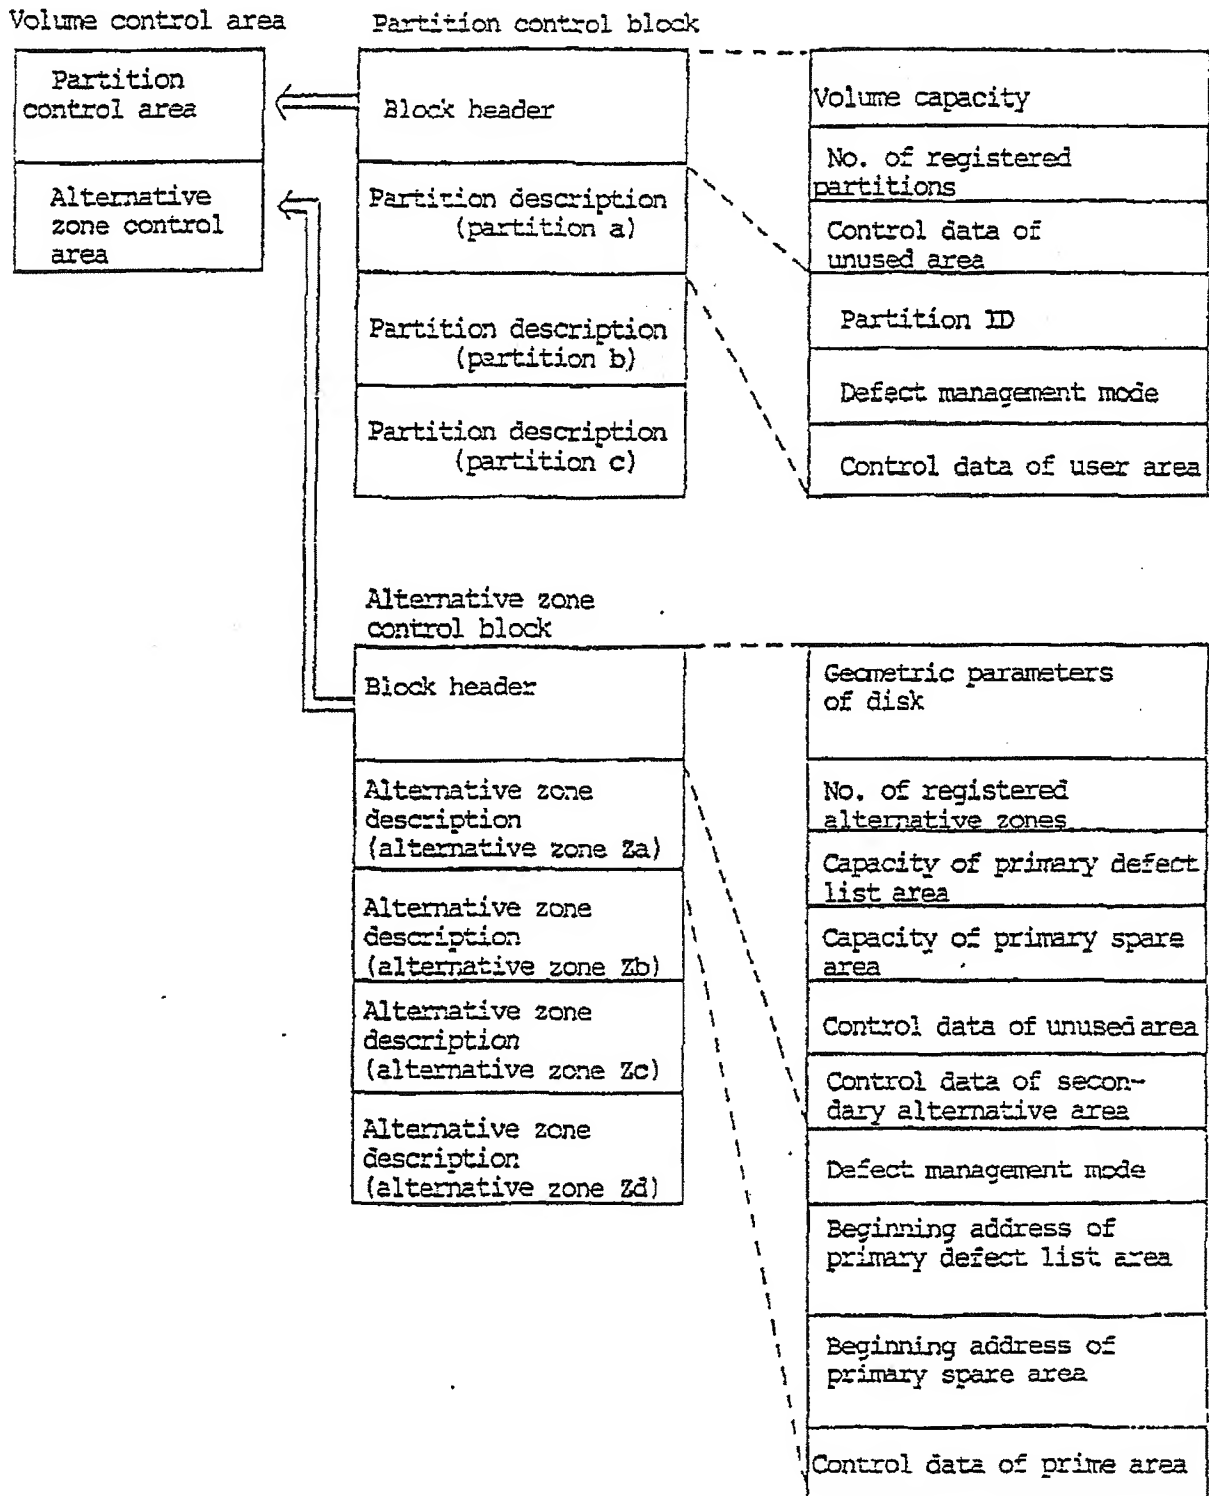 Volume control area
Partition
control area
Alternative
zone control
area
Partition control block
Block header
Partition description
(partition a)
Partition description
(partition b)
Partition description
(partition c)
Volume capacity
No. of registered
partitions
Control data of
unused area
Partition ID
Defect management mode
Control data of user area
Alternative zone
control block
Block header
Alternative zone
description
(alternative zone Za)
Alternative zone
description
(alternative zone Zb)
Alternative zone
description
(alternative zone Zc)
Alternative zone
description
(alternative zone Zd)
Geometric parameters
of disk
No. of registered
alternative zones
Capacity of primary defect
list area
Capacity of primary spare
area
Control data of unused area
Control data of secon-
dary alternative area
Defect management mode
Beginning address of
primary defect list area
Beginning address of
primary spare area
Control data of prime area